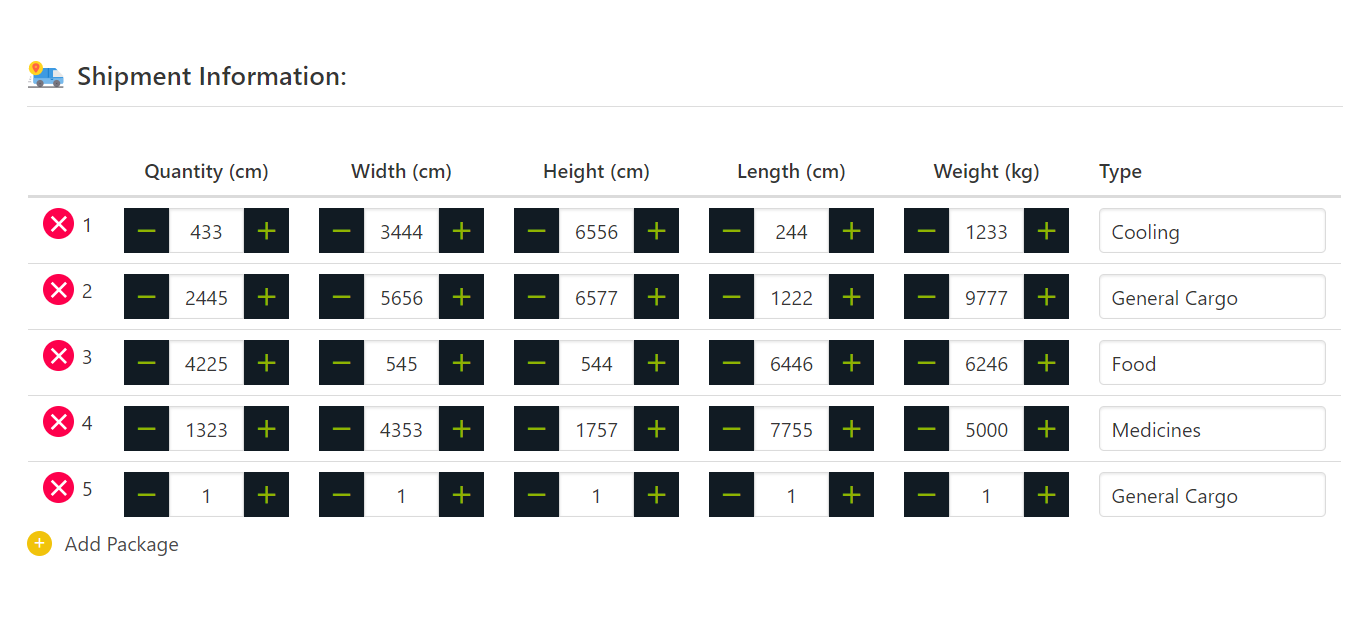 Shipment Information:
Quantity (cm) Width (cm) Height (cm) Length (cm) Weight (kg) Type
1 433 3444 6556 244 1233 Cooling
2 2445 5656 6577 1222 9777 General Cargo
3 4225 545 544 6446 6246 Food
4 1323 4353 1757 7755 5000 Medicines
5 1 1 1 1 1 General Cargo
Add Package